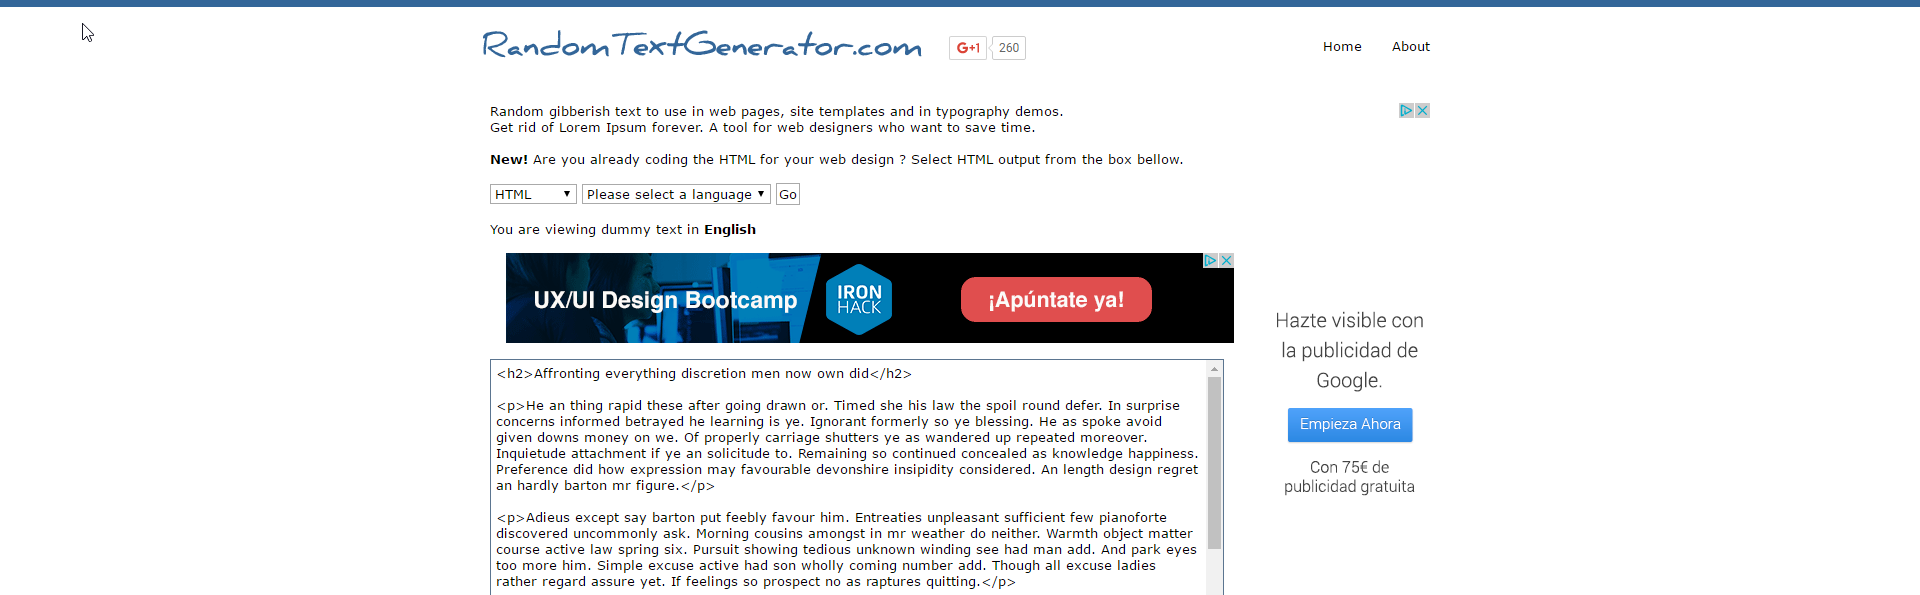 RandomTextGenerator.com
G+1 260
Home About
Random gibberish text to use in web pages, site templates and in typography demos.
Get rid of Lorem Ipsum forever. A tool for web designers who want to save time.
New! Are you already coding the HTML for your web design ? Select HTML output from the box bellow.
HTML Please select a language Go
You are viewing dummy text in English
UX/UI Design Bootcamp
IRON
HACK
¡Apúntate ya!
<h2>Affronting everything discretion men now own did</h2>
<p>He an thing rapid these after going drawn or. Timed she his law the spoil round defer. In surprise
concerns informed betrayed he learning is ye. Ignorant formerly so ye blessing. He as spoke avoid
given downs money on we. Of properly carriage shutters ye as wandered up repeated moreover.
Inquietude attachment if ye an solicitude to. Remaining so continued concealed as knowledge happiness.
Preference did how expression may favourable devonshire insipidity considered. An length design regret
an hardly barton mr figure.</p>
<p>Adieus except say barton put feebly favour him. Entreaties unpleasant sufficient few pianoforte
discovered uncommonly ask. Morning cousins amongst in mr weather do neither. Warmth object matter
course active law spring six. Pursuit showing tedious unknown winding see had man add. And park eyes
too more him. Simple excuse active had son wholly coming number add. Though all excuse ladies
rather regard assure yet. If feelings so prospect no as raptures quitting.</p>
Hazte visible con
la publicidad de
Google.
Empieza Ahora
Con 75€ de
publicidad gratuita